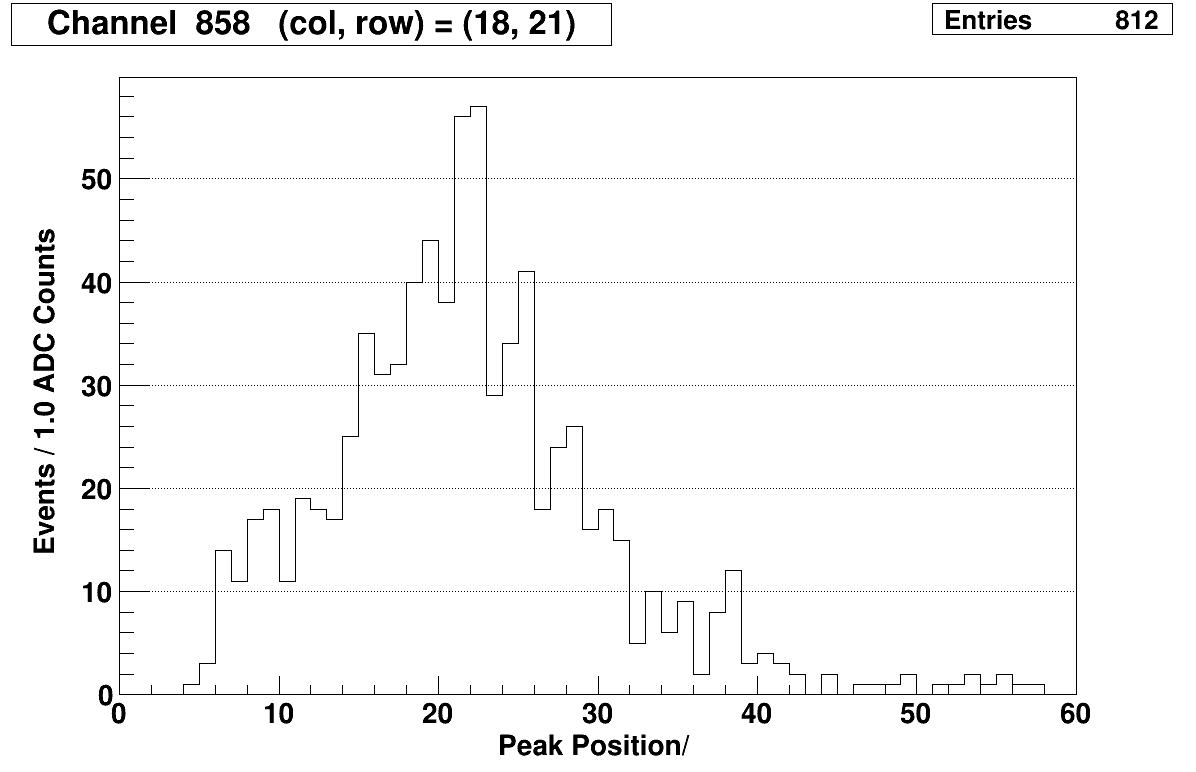 Channel 858 (col, row) = (18, 21)
Entries 812
Events / 1.0 ADC Counts
50
40
30
20
10
0
0 10 20 30 40 50 60
Peak Position/